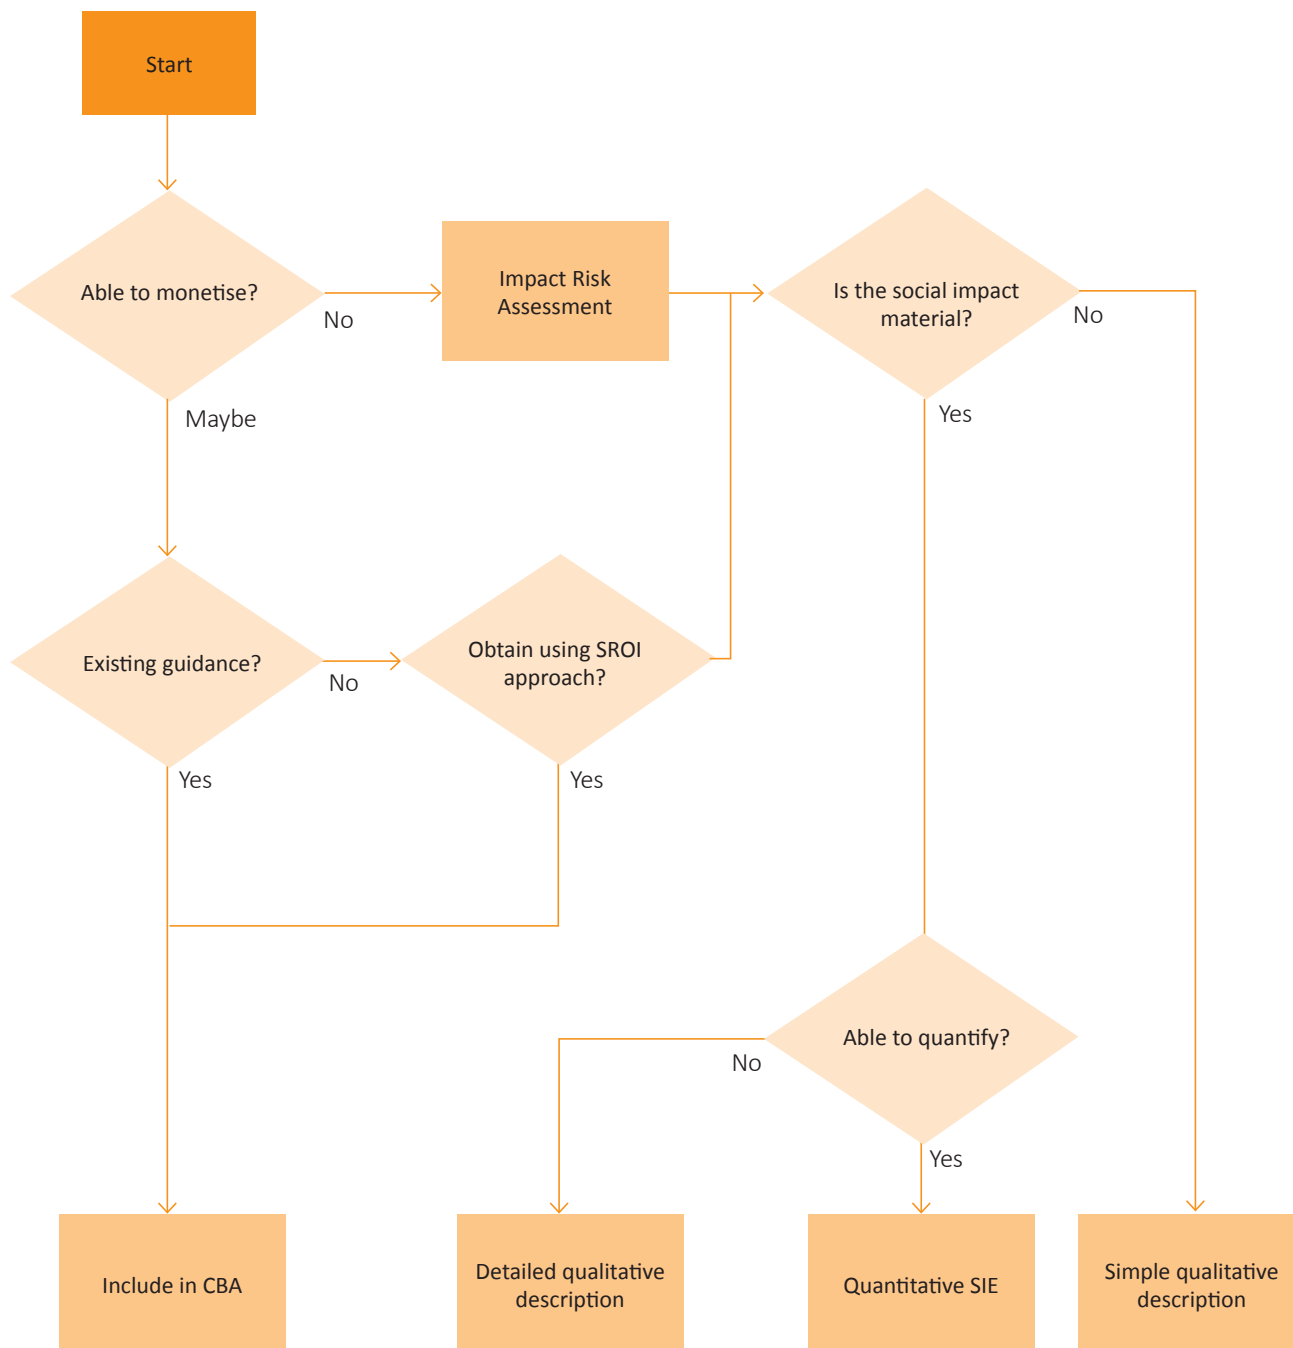 Start
Able to monetise?
No
Impact Risk
Assessment
Is the social impact
material?
No
Maybe
Yes
Existing guidance?
No
Obtain using SROI
approach?
Yes
Yes
Able to quantify?
No
Yes
Include in CBA
Detailed qualitative
description
Quantitative SIE
Simple qualitative
description